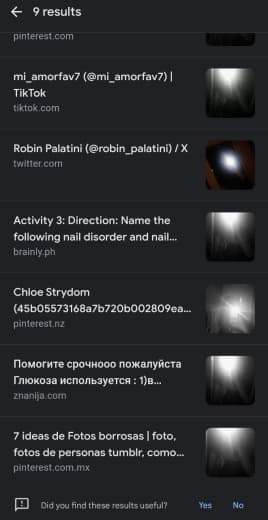 9 results
pinterest.com
mi_amorfav7 (@mi_amorfav7) |
TikTok
tiktok.com
Robin Palatini (@robin_palatini) / X
twitter.com
Activity 3: Direction: Name the
following nail disorder and nail...
brainly.ph
Chloe Strydom
(45b05573168a7b720b002809ea...
pinterest.nz
Помогите срочнооо пожалуйста
Глюкоза используется : 1)в...
znanija.com
7 ideas de Fotos borrosas | foto,
fotos de personas tumblr, como...
pinterest.com.mx
Did you find these results useful?
Yes
No